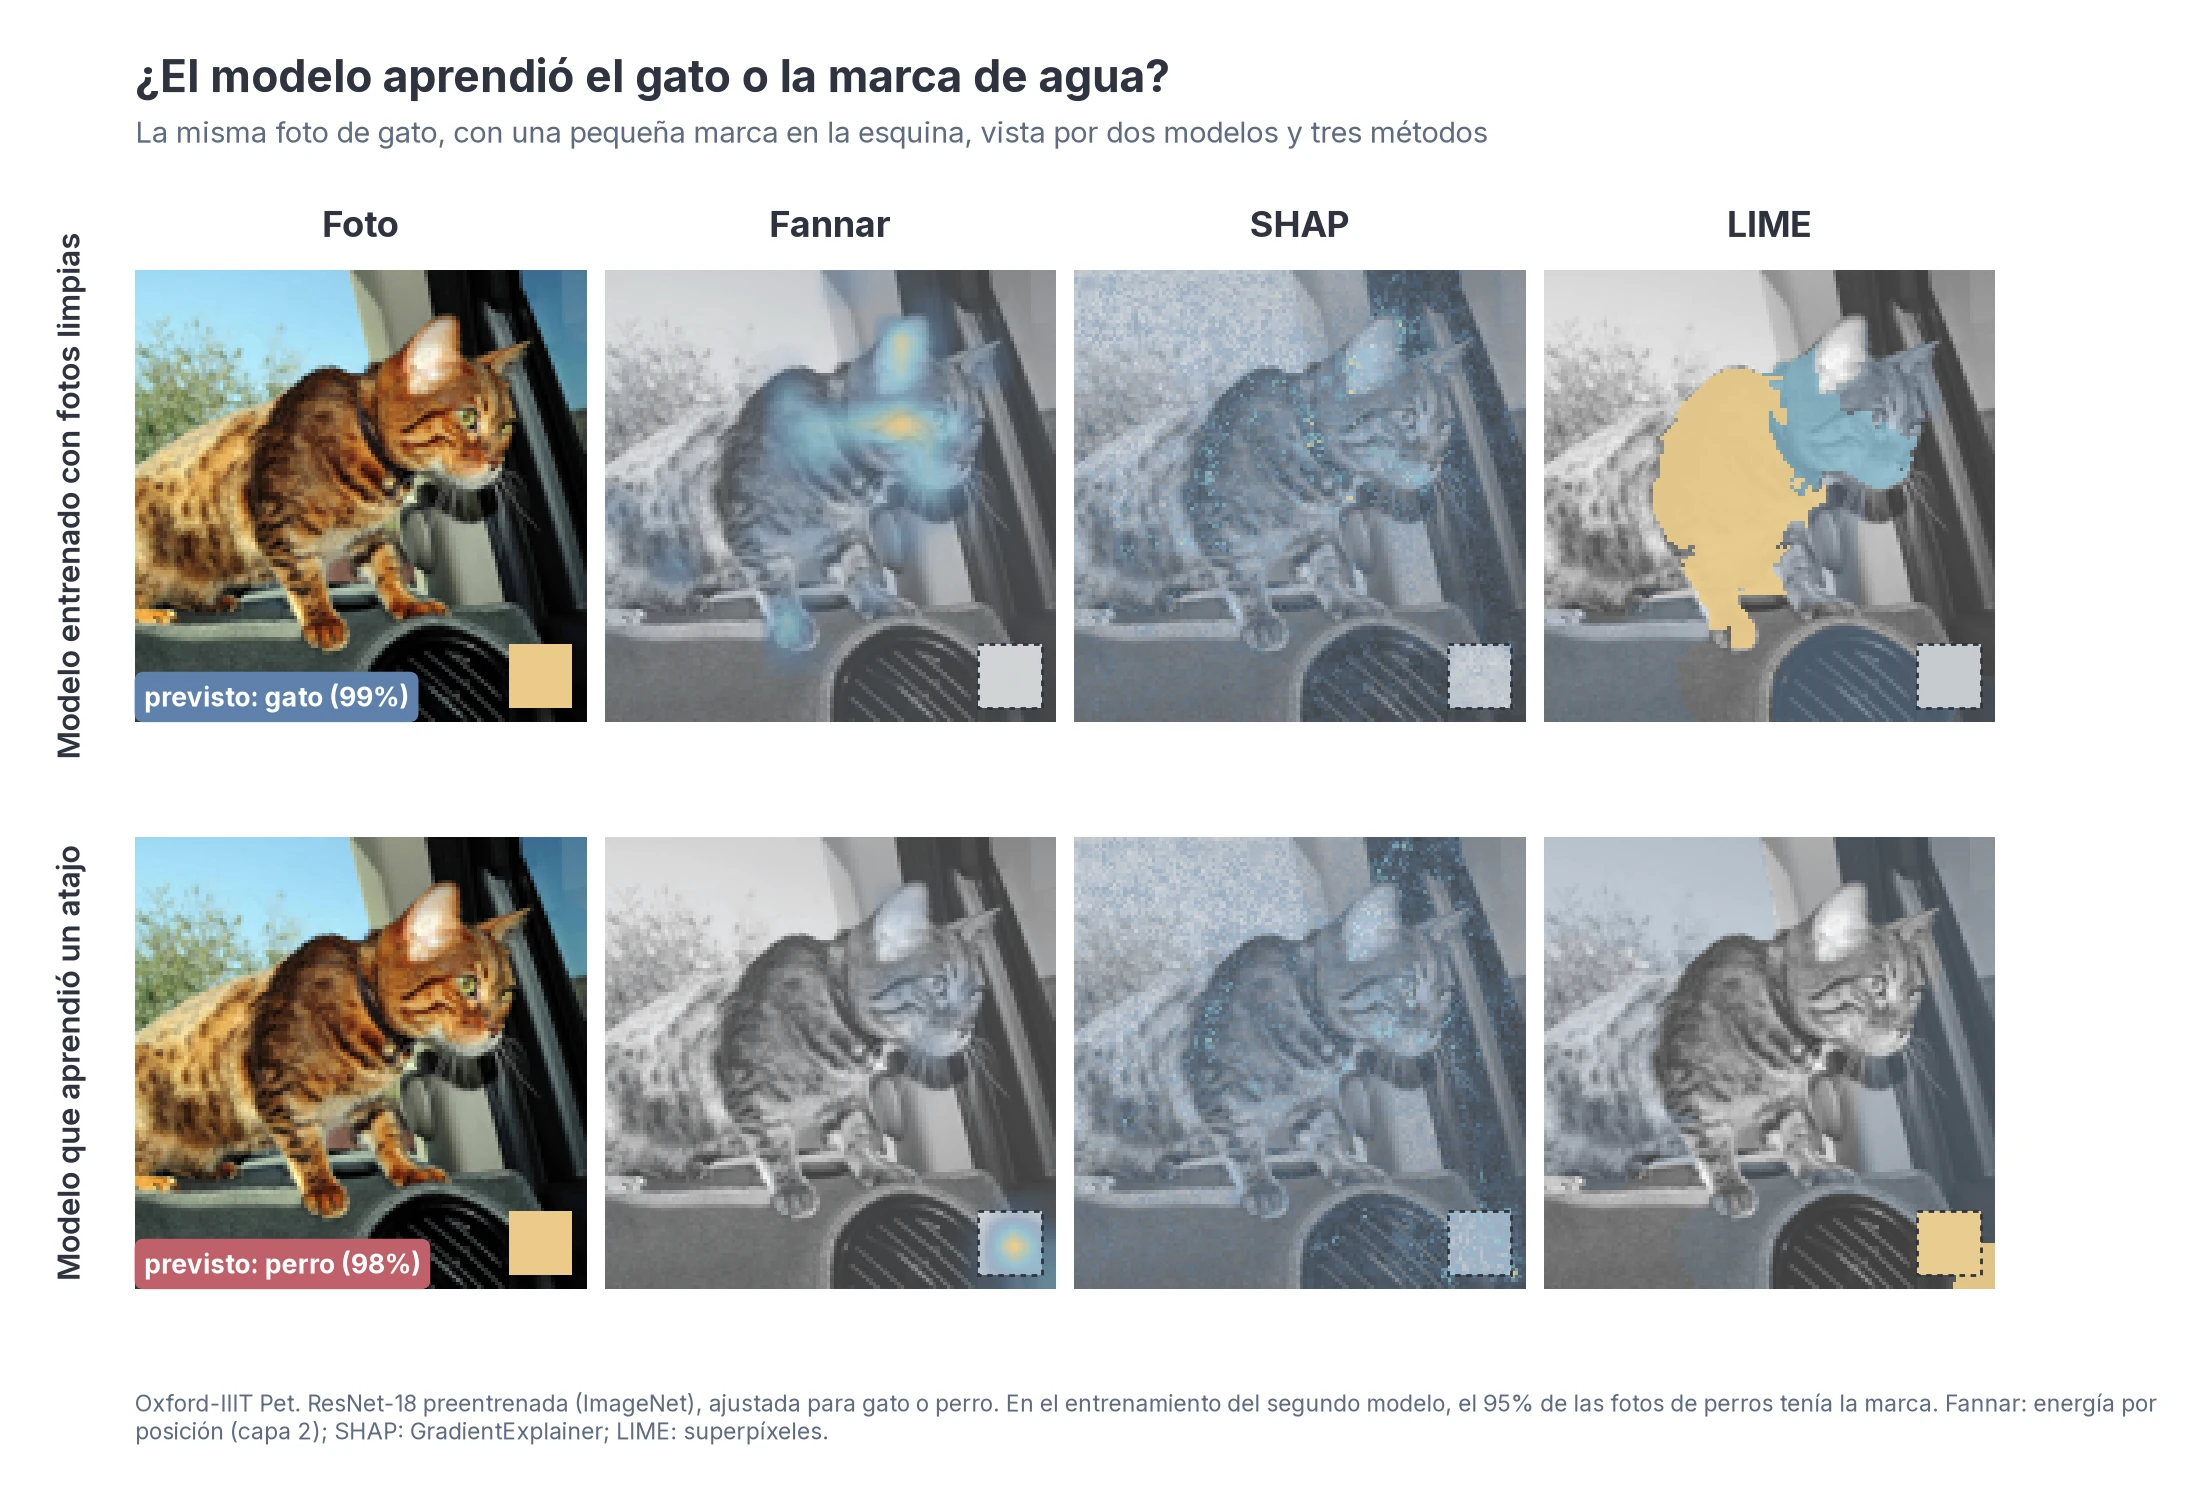 ¿El modelo aprendió el gato o la marca de agua?
La misma foto de gato, con una pequeña marca en la esquina, vista por dos modelos y tres métodos
Foto
Fannar
SHAP
LIME
Modelo entrenado con fotos limpias
previsto: gato (99%)
Modelo que aprendió un atajo
previsto: perro (98%)
Oxford-IIIT Pet. ResNet-18 preentrenada (ImageNet), ajustada para gato o perro. En el entrenamiento del segundo modelo, el 95% de las fotos de perros tenía la marca. Fannar: energía por
posición (capa 2); SHAP: GradientExplainer; LIME: superpíxeles.